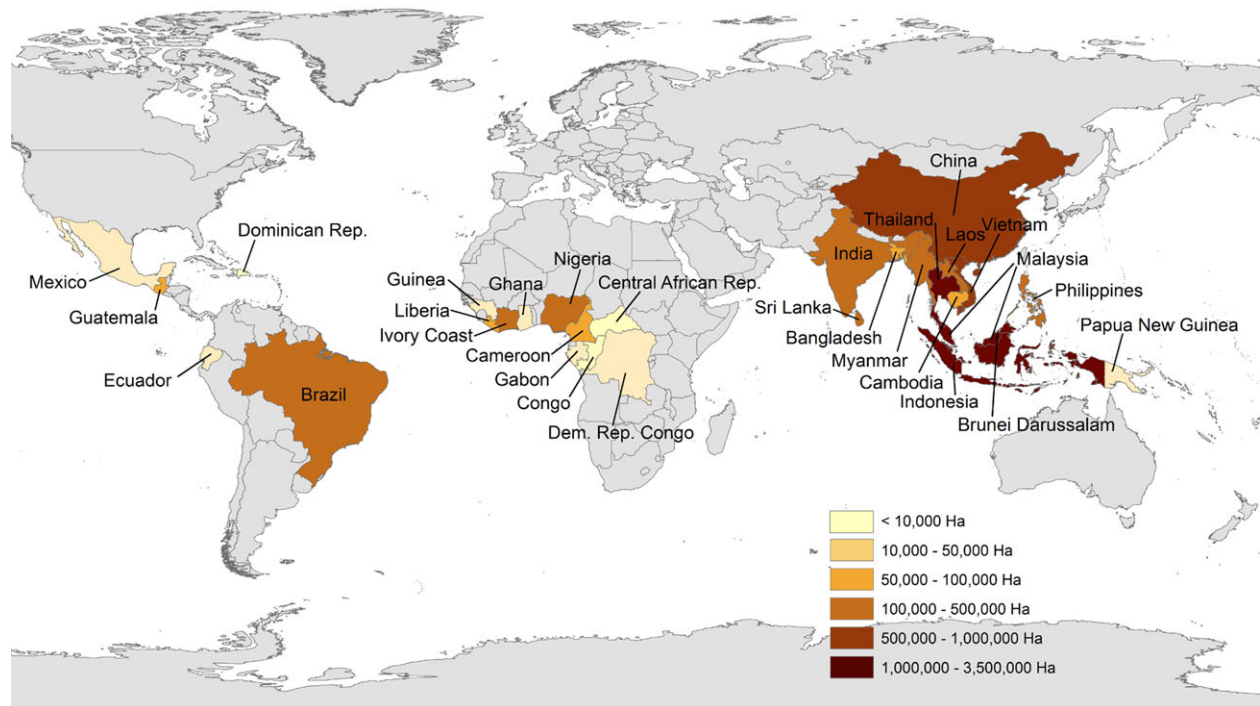 China
Thailand
Vietnam
Laos
Dominican Rep.
India
Malaysia
Mexico
Guinea
Ghana
Nigeria
Central African Rep.
Philippines
Guatemala
Liberia
Sri Lanka
Ivory Coast
Bangladesh
Papua New Guinea
Cameroon
Myanmar
Ecuador
Gabon
Cambodia
Brazil
Congo
Indonesia
Brunei Darussalam
Dem. Rep. Congo
< 10,000 Ha
10,000 - 50,000 Ha
50,000 - 100,000 Ha
100,000 - 500,000 Ha
500,000 - 1,000,000 Ha
1,000,000 - 3,500,000 Ha